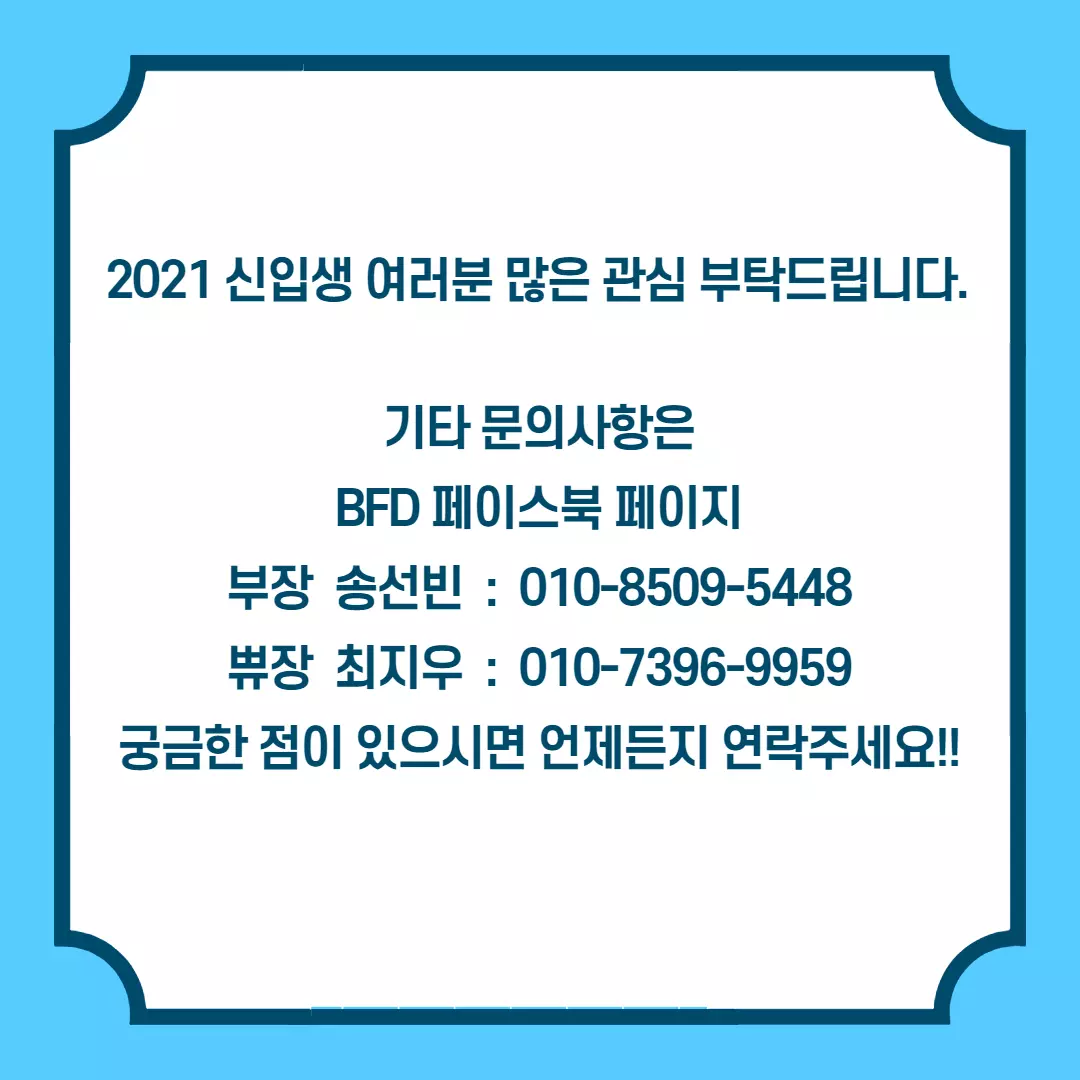 2021 신입생 여러분 많은 관심 부탁드립니다.
기타 문의사항은
BFD 페이스북 페이지
부장 송선빈 : 010-8509-5448
쀼장 최지우 : 010-7396-9959
궁금한 점이 있으시면 언제든지 연락주세요!!